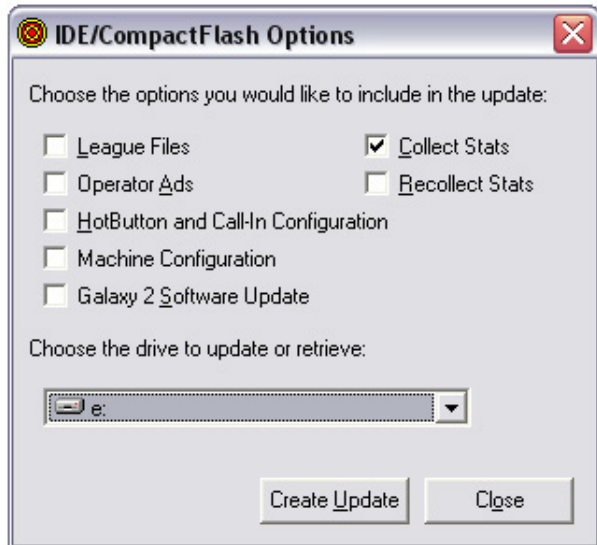 IDE/CompactFlash Options
Choose the options you would like to include in the update:
League Files
Collect Stats
Operator Ads
Recollect Stats
HotButton and Call-In Configuration
Machine Configuration
Galaxy 2 Software Update
Choose the drive to update or retrieve:
e:
Create Update
Close